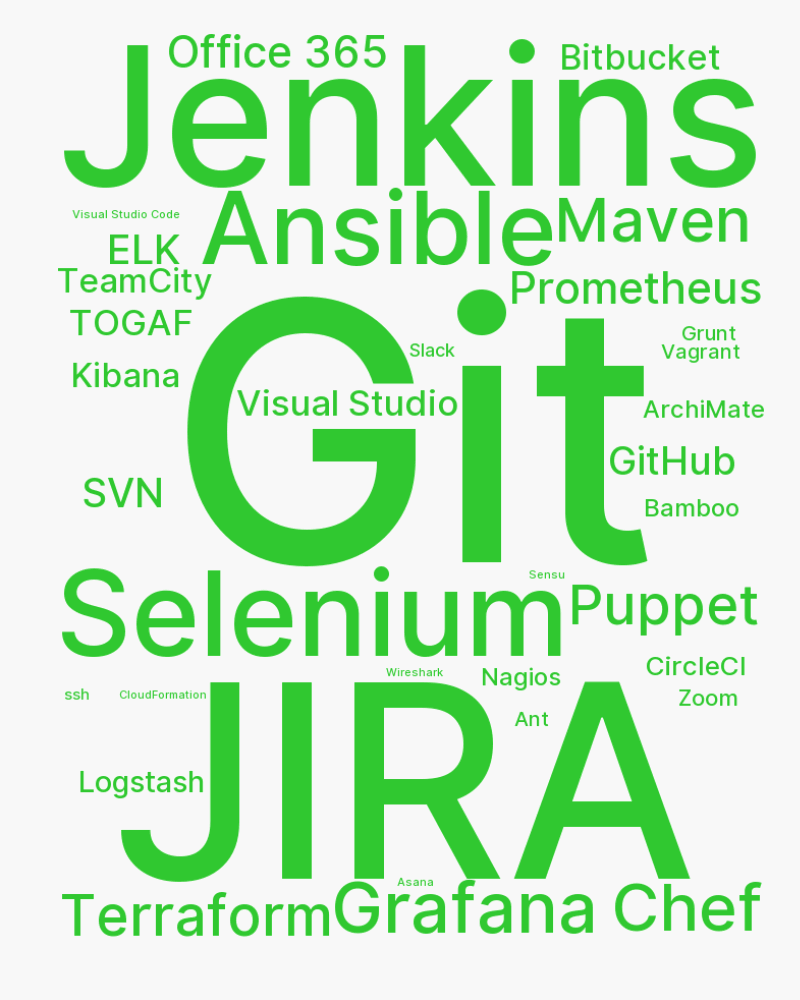 Office 365
Bitbucket
Jenkins
Visual Studio Code
Ansible
Maven
ELK
TeamCity
Prometheus
TOGAF
Git
Grunt
Slack
Vagrant
Kibana
Visual Studio
ArchiMate
GitHub
SVN
Bamboo
Sensu
Selenium
Puppet
CircleCI
Wireshark
Nagios
ssh
CloudFormation
Zoom
Ant
JIRA
Logstash
Asana
Terraform
Grafana
Chef